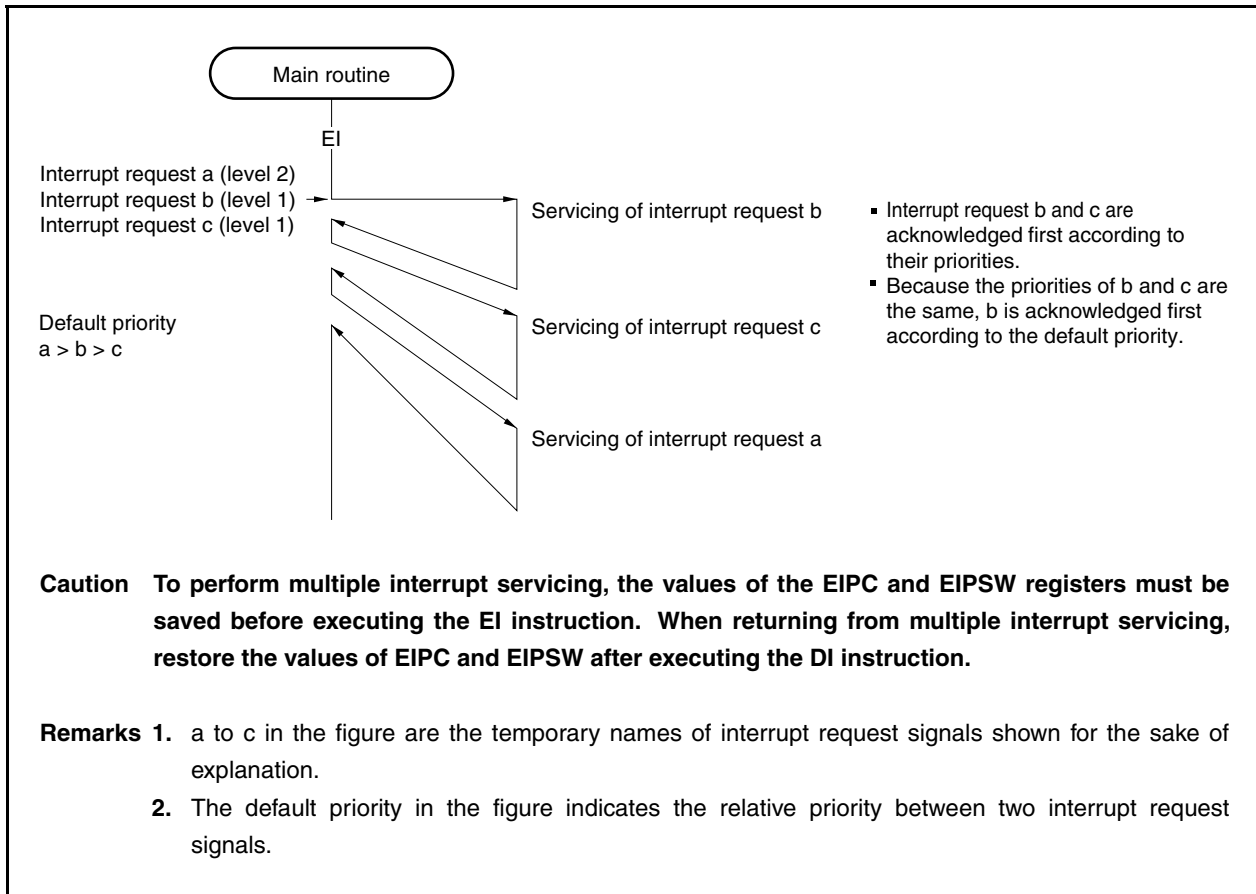 Main routine
EI
Interrupt request a (level 2)
Interrupt request b (level 1)
Interrupt request c (level 1)
Default priority
a > b > c
Servicing of interrupt request b
Servicing of interrupt request c
Servicing of interrupt request a
▪ Interrupt request b and c are
acknowledged first according to
their priorities.
▪ Because the priorities of b and c are
the same, b is acknowledged first
according to the default priority.
Caution To perform multiple interrupt servicing, the values of the EIPC and EIPSW registers must be
saved before executing the EI instruction. When returning from multiple interrupt servicing,
restore the values of EIPC and EIPSW after executing the DI instruction.
Remarks 1. a to c in the figure are the temporary names of interrupt request signals shown for the sake of
explanation.
2. The default priority in the figure indicates the relative priority between two interrupt request
signals.